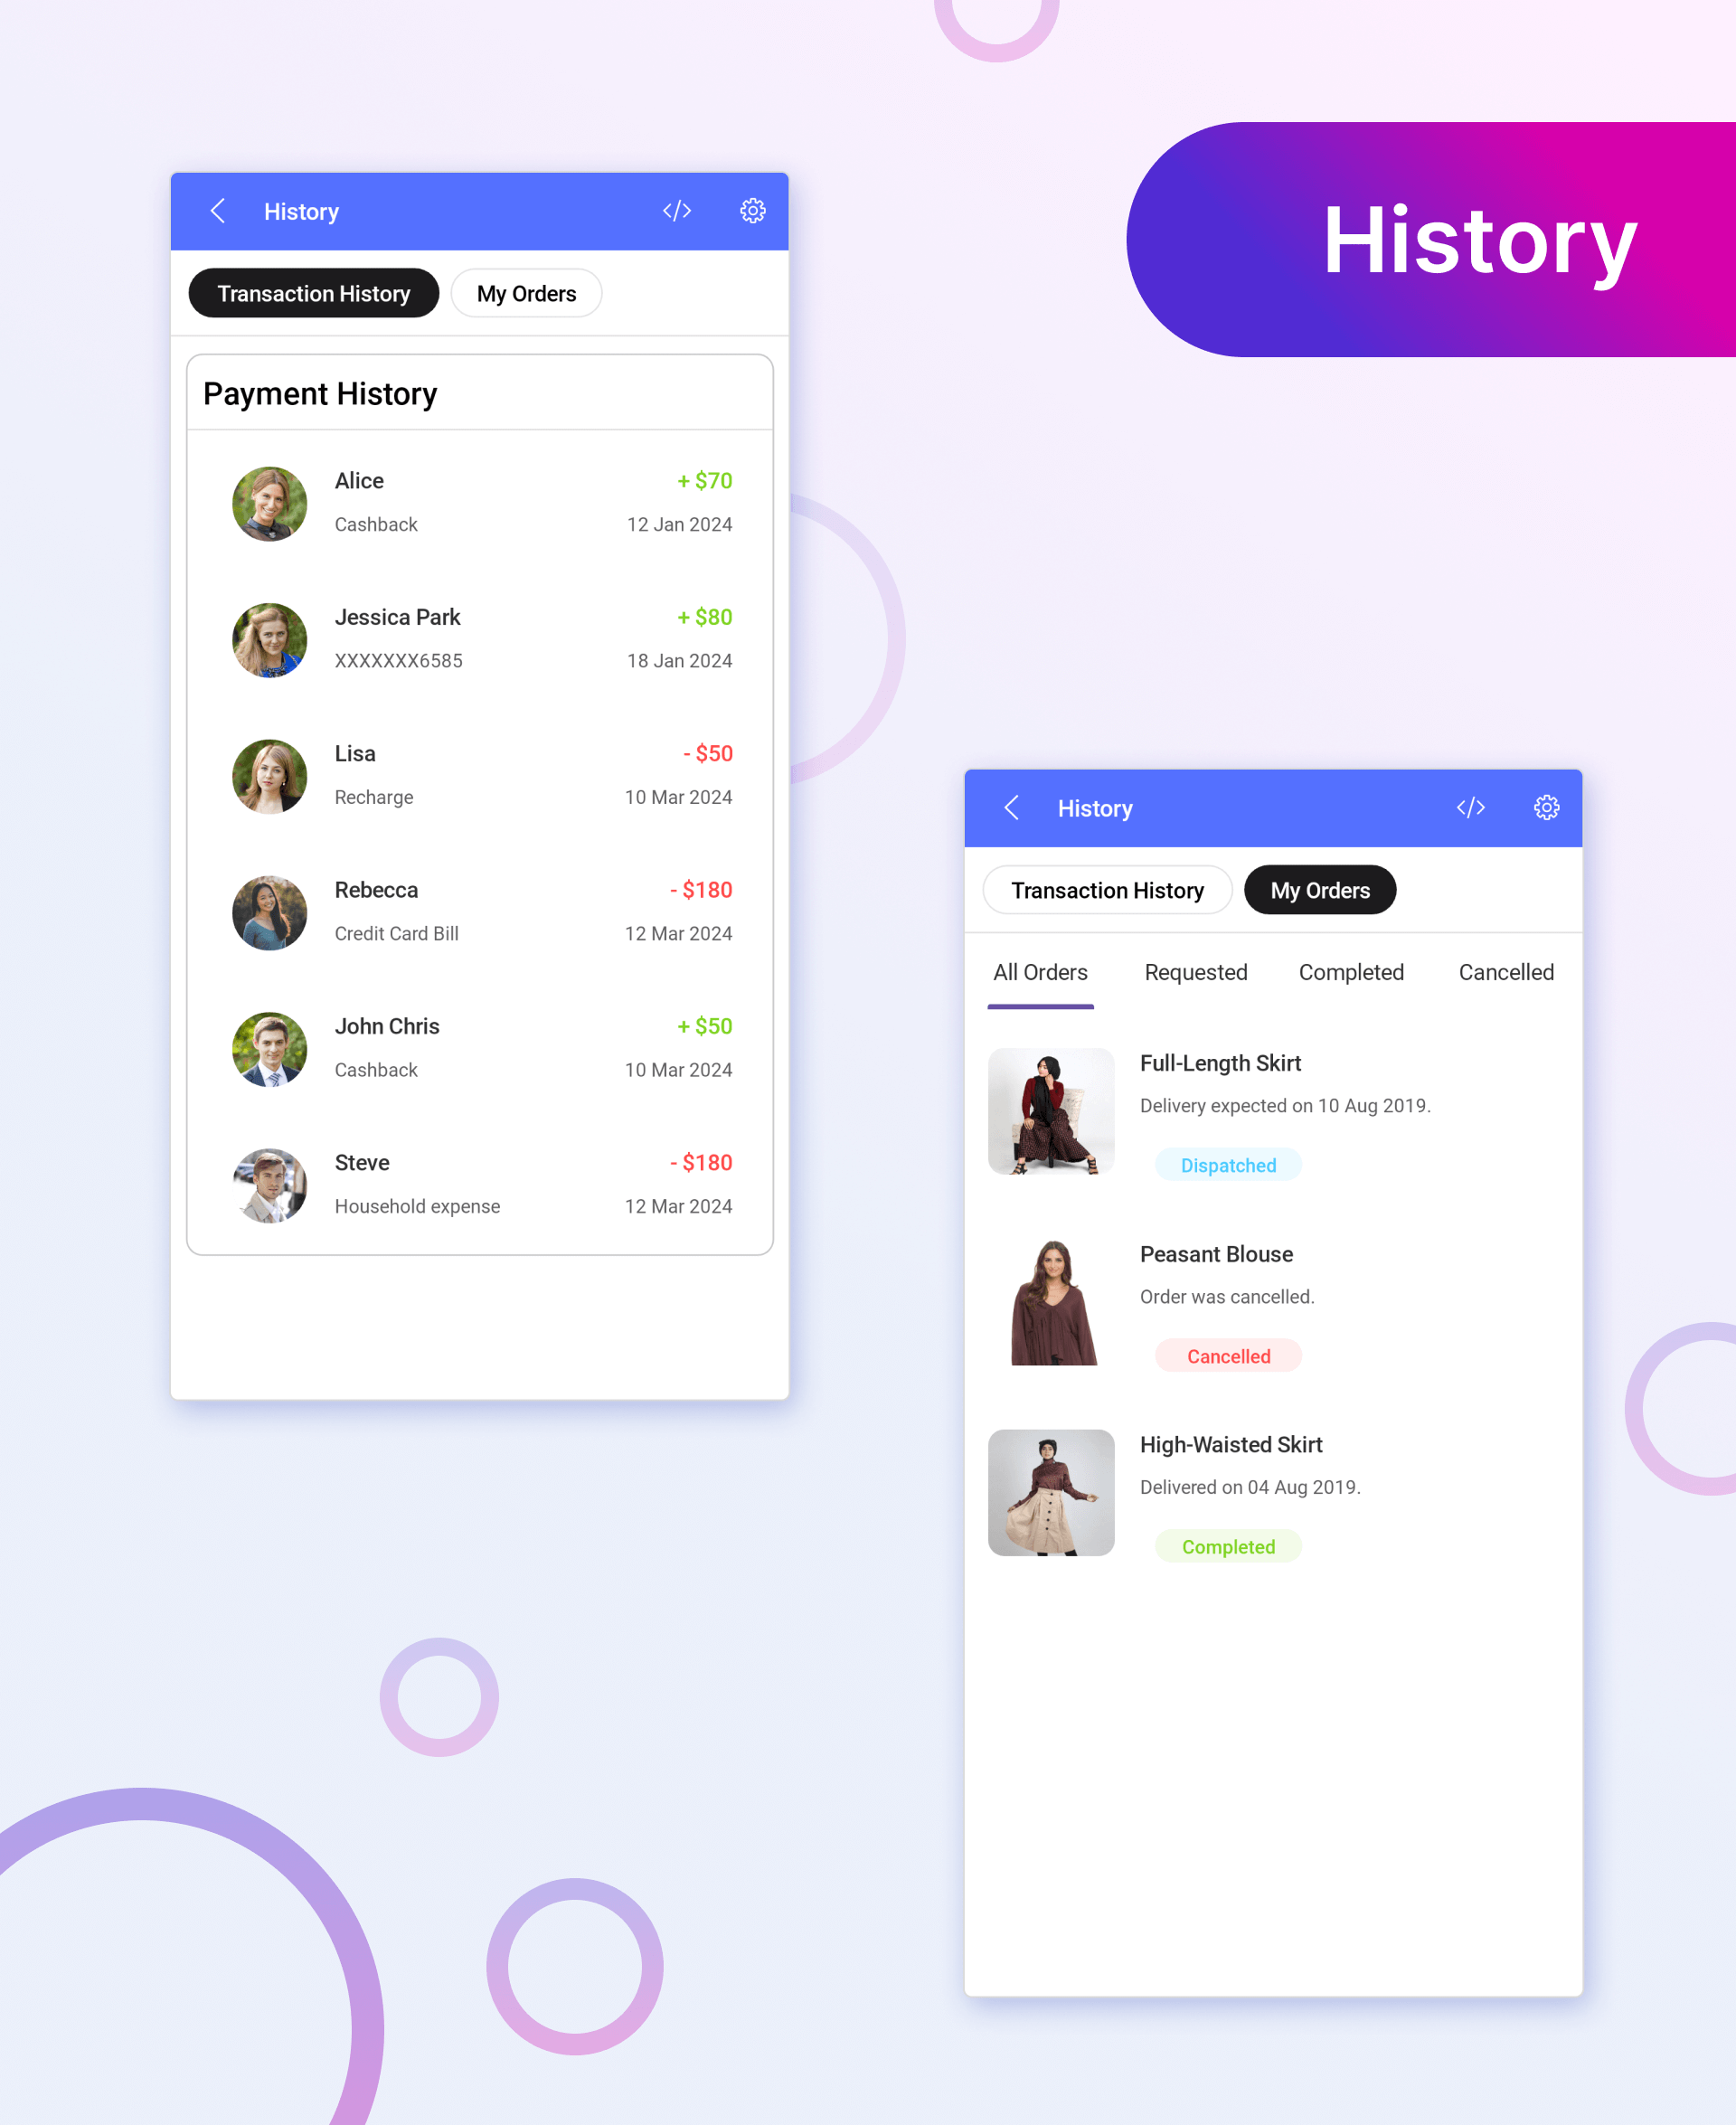 History
History
Transaction History My Orders
Payment History
Alice + $70
Cashback 12 Jan 2024
Jessica Park + $80
XXXXXXX6585 18 Jan 2024
Lisa - $50
Recharge 10 Mar 2024
Rebecca - $180
Credit Card Bill 12 Mar 2024
John Chris + $50
Cashback 10 Mar 2024
Steve - $180
Household expense 12 Mar 2024
History
Transaction History My Orders
All Orders Requested Completed Cancelled
Full-Length Skirt
Delivery expected on 10 Aug 2019.
Dispatched
Peasant Blouse
Order was cancelled.
Cancelled
High-Waisted Skirt
Delivered on 04 Aug 2019.
Completed